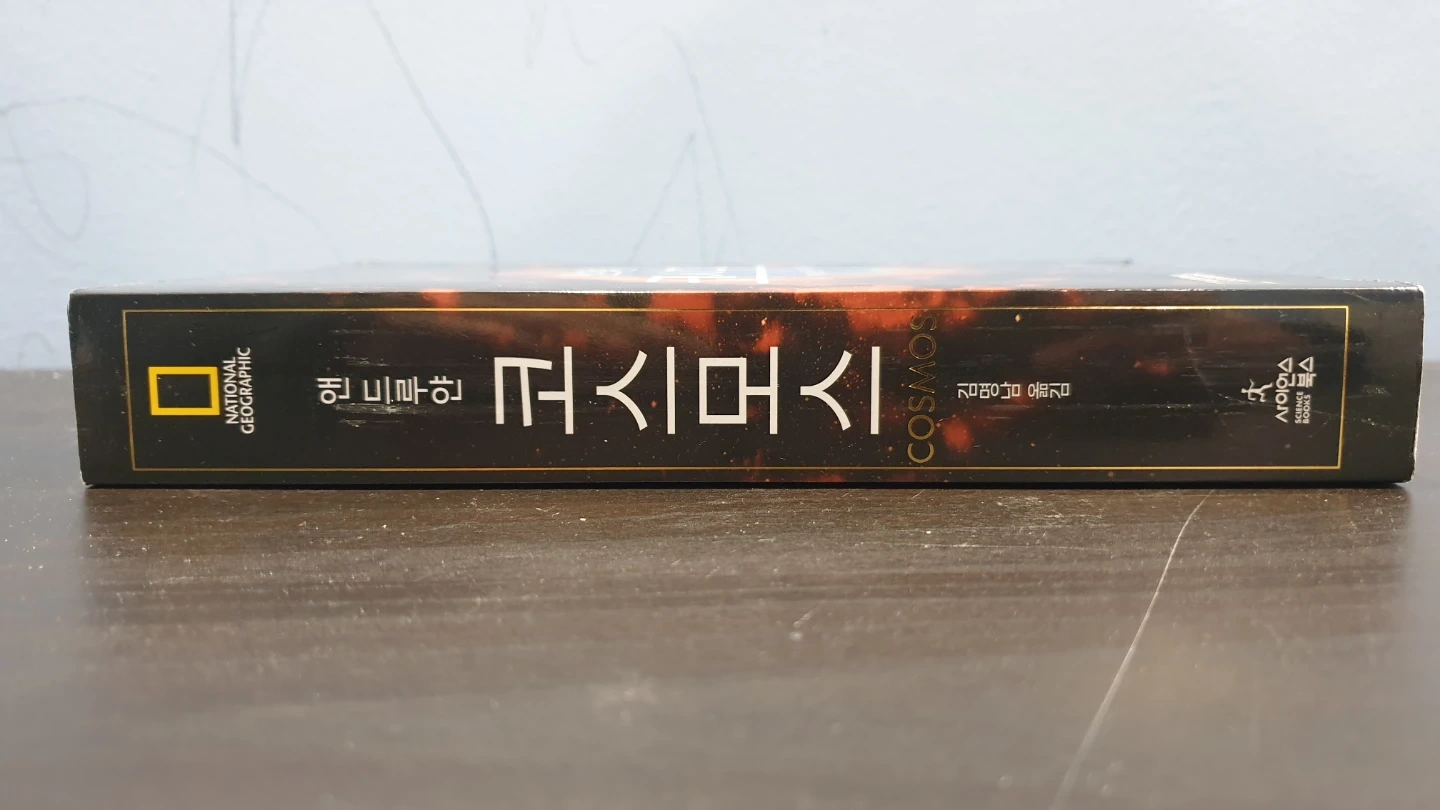 NATIONAL
GEOGRAPHIC
앤
드루얀
코스모스
COSMOS
김명남 옮김
사이언스
SCIENCE
BOOKS
북스